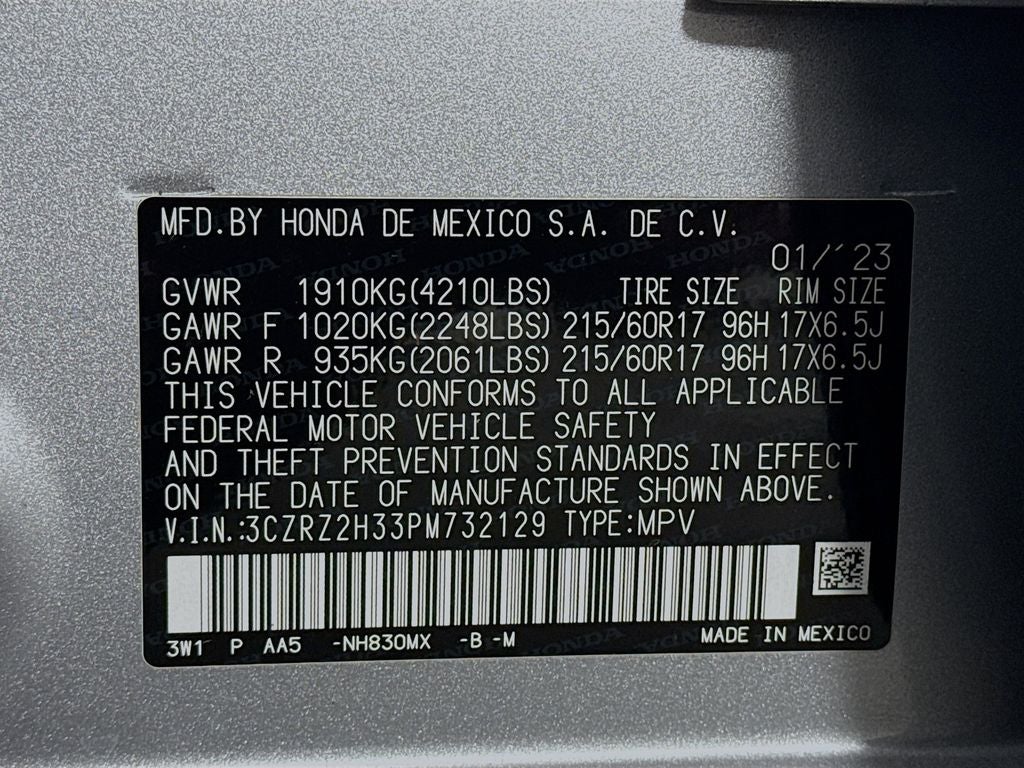 MFD.BY HONDA DE MEXICO S.A. DE C.V.
01/'23
GVWR 1910KG(4210LBS) TIRE SIZE RIM SIZE
GAWR F 1020KG(2248LBS) 215/60R17 96H 17X6.5J
GAWR R 935KG(2061LBS) 215/60R17 96H 17X6.5J
THIS VEHICLE CONFORMS TO ALL APPLICABLE
FEDERAL MOTOR VEHICLE SAFETY
AND THEFT PREVENTION STANDARDS IN EFFECT
ON THE DATE OF MANUFACTURE SHOWN ABOVE.
V.I.N.:3CZRZ2H33PM732129 TYPE:MPV
3W1 P AA5 -NH830MX -B -M MADE IN MEXICO